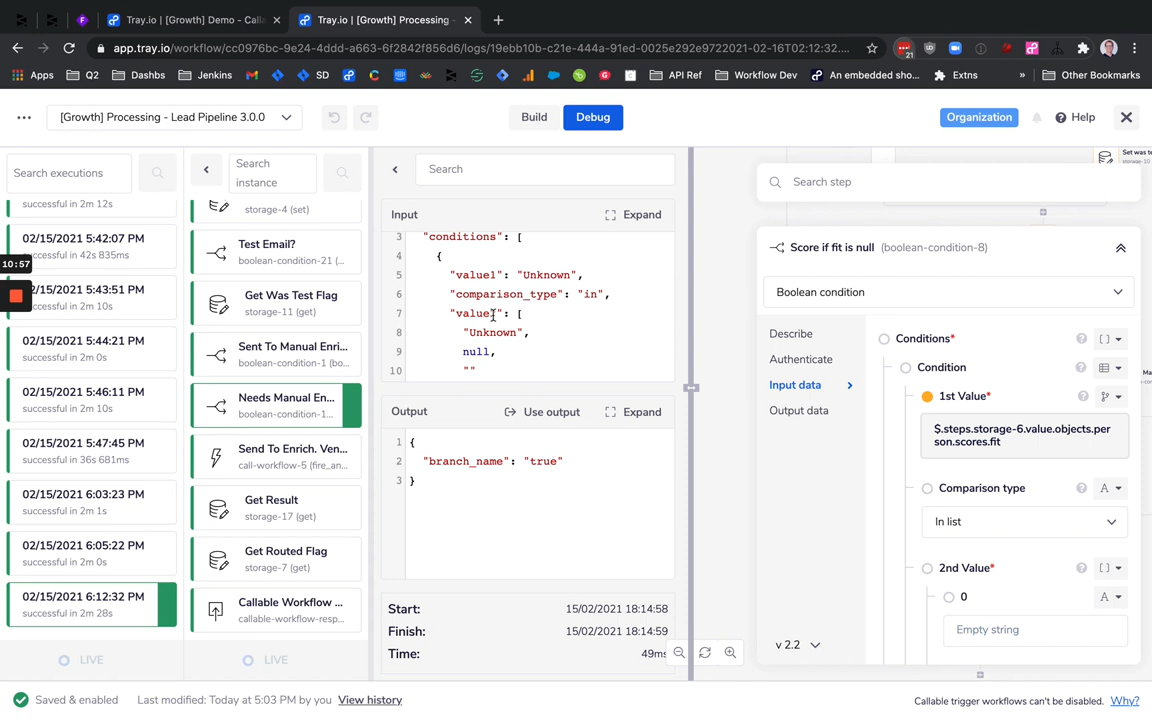 Tray.io | [Growth] Demo - Calla
Tray.io | [Growth] Processing -
app.tray.io/workflow/cc0976bc-9e24-4ddd-a663-6f2842f856d6/logs/19ebb10b-c21e-444a-91ed-0025e292e9722021-02-16T02:12:32....
21
Apps
Q2
Dashbs
Jenkins
SD
API Ref
Workflow Dev
An embedded sho...
Extns
»
Other Bookmarks
[Growth] Processing - Lead Pipeline 3.0.0
Build
Debug
Organization
Help
Search executions
successful in 2m 12s
02/15/2021 5:42:07 PM
successful in 42s 835ms
10:57
2/15/2021 5:43:51 PM
successful in 2m 10s
02/15/2021 5:44:21 PM
successful in 2m 0s
02/15/2021 5:46:11 PM
successful in 2m 10s
02/15/2021 5:47:45 PM
successful in 36s 681ms
02/15/2021 6:03:23 PM
successful in 2m 1s
02/15/2021 6:05:22 PM
successful in 2m 0s
02/15/2021 6:12:32 PM
successful in 2m 28s
LIVE
Search
instance
storage-4 (set)
Test Email?
boolean-condition-21 (...
Get Was Test Flag
storage-11 (get)
Sent To Manual Enri...
boolean-condition-1 (bo...
Needs Manual En...
boolean-condition-1...
Send To Enrich. Ven...
call-workflow-5 (fire_an...
Get Result
storage-17 (get)
Get Routed Flag
storage-7 (get)
Callable Workflow ...
callable-workflow-resp...
LIVE
Search
Input
Expand
3 "conditions": [
4 {
5 "value1": "Unknown",
6 "comparison_type": "in",
7 "value": [
8 "Unknown",
9 null,
10 ""
Output
Use output
Expand
1 {
2 "branch_name": "true"
3 }
Start: 15/02/2021 18:14:58
Finish: 15/02/2021 18:14:59
Time: 49ms
Set was te
storage-10
Search step
Score if fit is null (boolean-condition-8)
Boolean condition
Describe
Authenticate
Input data
Output data
v 2.2
Conditions*
Condition
1st Value*
$.steps.storage-6.value.objects.per
son.scores.fit
Comparison type
A
In list
2nd Value*
0
A
Empty string
Ma
Saved & enabled
Last modified: Today at 5:03 PM by you
View history
Callable trigger workflows can't be disabled. Why?